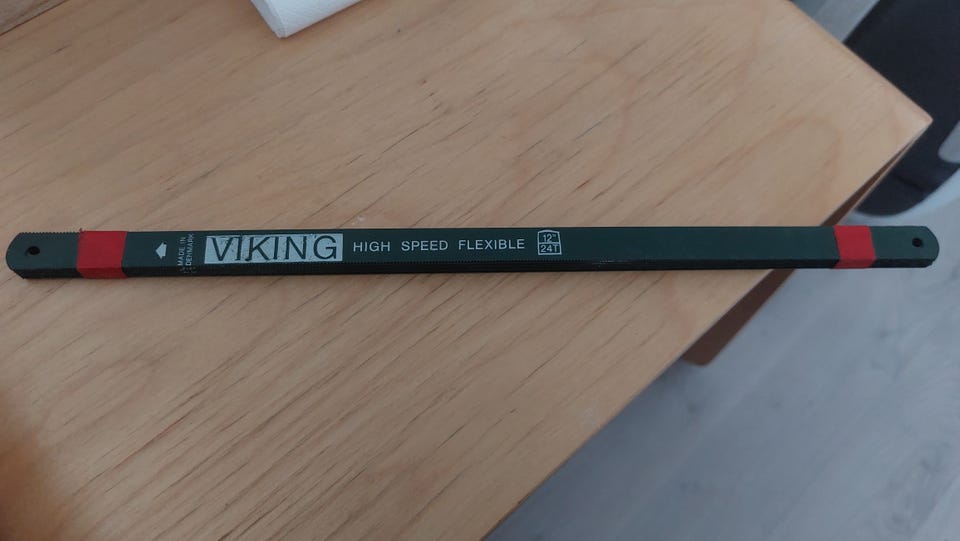 MADE IN
DENMARK
VIKING
HIGH SPEED FLEXIBLE
12"
24T